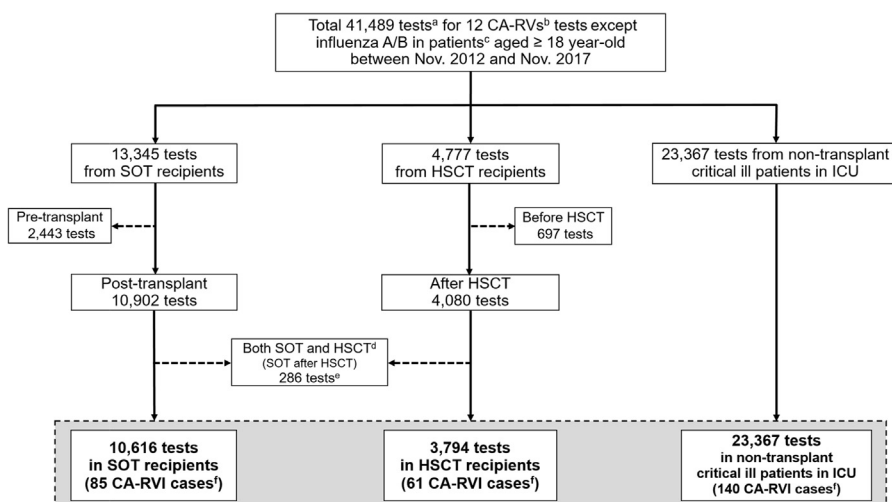 Total 41,489 testsᵃ for 12 CA-RVsᵇ tests except
influenza A/B in patientsᶜ aged ≥ 18 year-old
between Nov. 2012 and Nov. 2017
13,345 tests
from SOT recipients
4,777 tests
from HSCT recipients
23,367 tests from non-transplant
critical ill patients in ICU
Pre-transplant
2,443 tests
Before HSCT
697 tests
Post-transplant
10,902 tests
After HSCT
4,080 tests
Both SOT and HSCTᵈ
(SOT after HSCT)
286 testsᵉ
10,616 tests
in SOT recipients
(85 CA-RVI casesᶠ)
3,794 tests
in HSCT recipients
(61 CA-RVI casesᶠ)
23,367 tests
in non-transplant
critical ill patients in ICU
(140 CA-RVI casesᶠ)